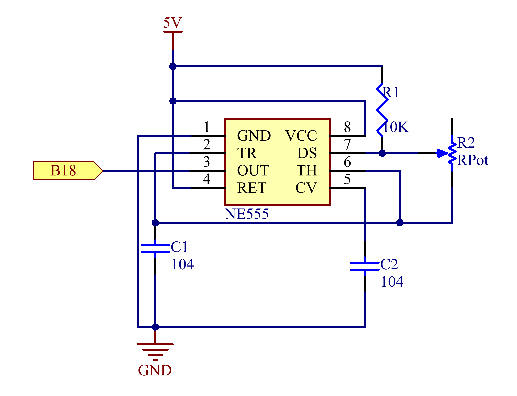 5V
R1
10K
1 GND VCC 8
2 TR DS 7
3 OUT TH 6
4 RET CV 5
B18
NE555
R2
RPot
C1
104
C2
104
GND